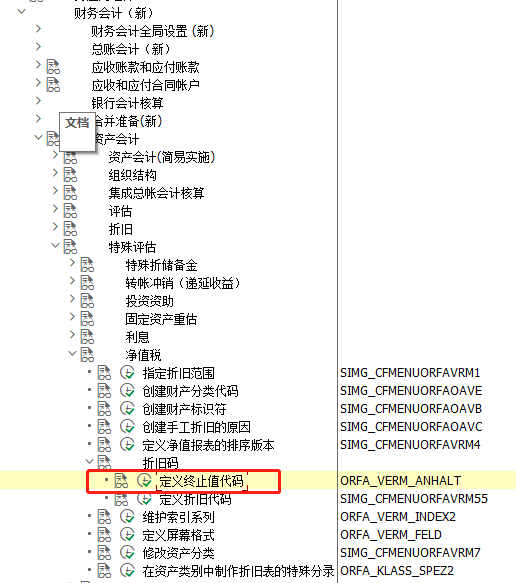 财务会计（新）
财务会计全局设置 (新)
总账会计（新）
应收账款和应付账款
应收和应付合同帐户
银行会计核算
合并准备(新)
文档
资产会计
资产会计(简易实施)
组织结构
集成总帐会计核算
评估
折旧
特殊评估
特殊折储备金
转帐冲销（递延收益）
投资资助
固定资产重估
利息
净值税
指定折旧范围 SIMG_CFMENUORFAVRM1
创建财产分类代码 SIMG_CFMENUORFAOAVE
创建财产标识符 SIMG_CFMENUORFAOAVB
创建手工折旧的原因 SIMG_CFMENUORFAOAVC
定义净值报表的排序版本 SIMG_CFMENUORFAVRM4
折旧码
定义终止值代码 ORFA_VERM_ANHALT
定义折旧代码 SIMG_CFMENUORFAVRM55
维护索引系列 ORFA_VERM_INDEX2
定义屏幕格式 ORFA_VERM_FELD
修改资产分类 SIMG_CFMENUORFAVRM7
在资产类别中制作折旧表的特殊分录 ORFA_KLASS_SPEZ2